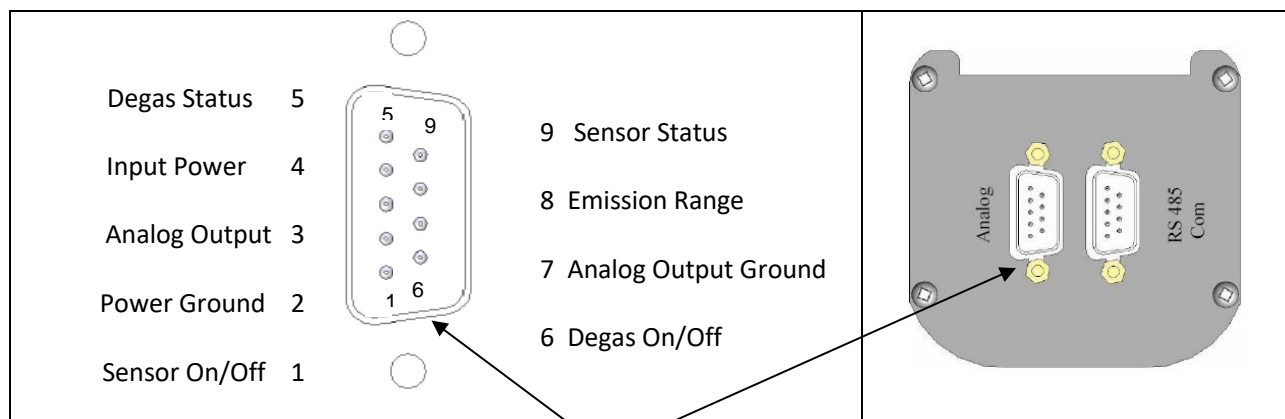 Degas Status 5
Input Power 4
Analog Output 3
Power Ground 2
Sensor On/Off 1
5
9
1
6
9 Sensor Status
8 Emission Range
7 Analog Output Ground
6 Degas On/Off
Analog
RS 485
Com